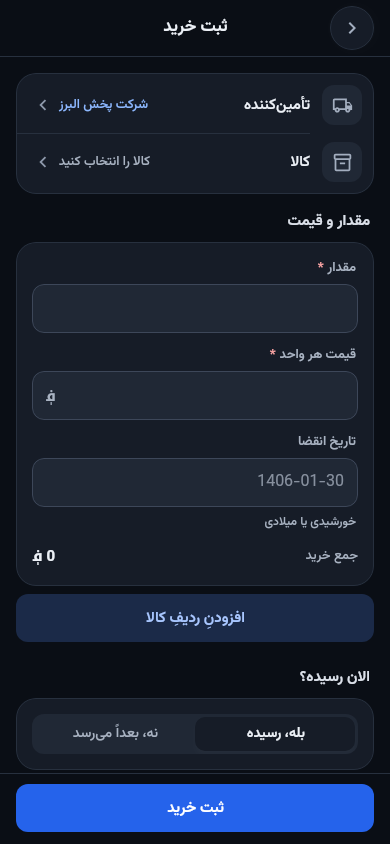 ثبت خرید
تأمین‌کننده
شرکت پخش البرز
کالا
کالا را انتخاب کنید
مقدار و قیمت
مقدار *
قیمت هر واحد *
؋
تاریخ انقضا
1406-01-30
خورشیدی یا میلادی
جمع خرید
0 ؋
افزودنِ ردیفِ کالا
الان رسیده؟
بله، رسیده
نه، بعداً می‌رسد
ثبت خرید